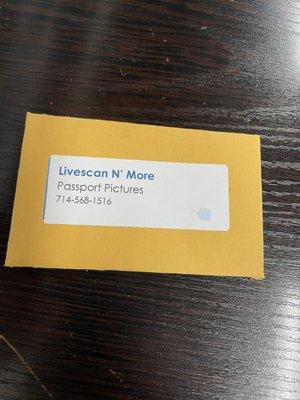 Livescan N' More
Passport Pictures
714-568-1516